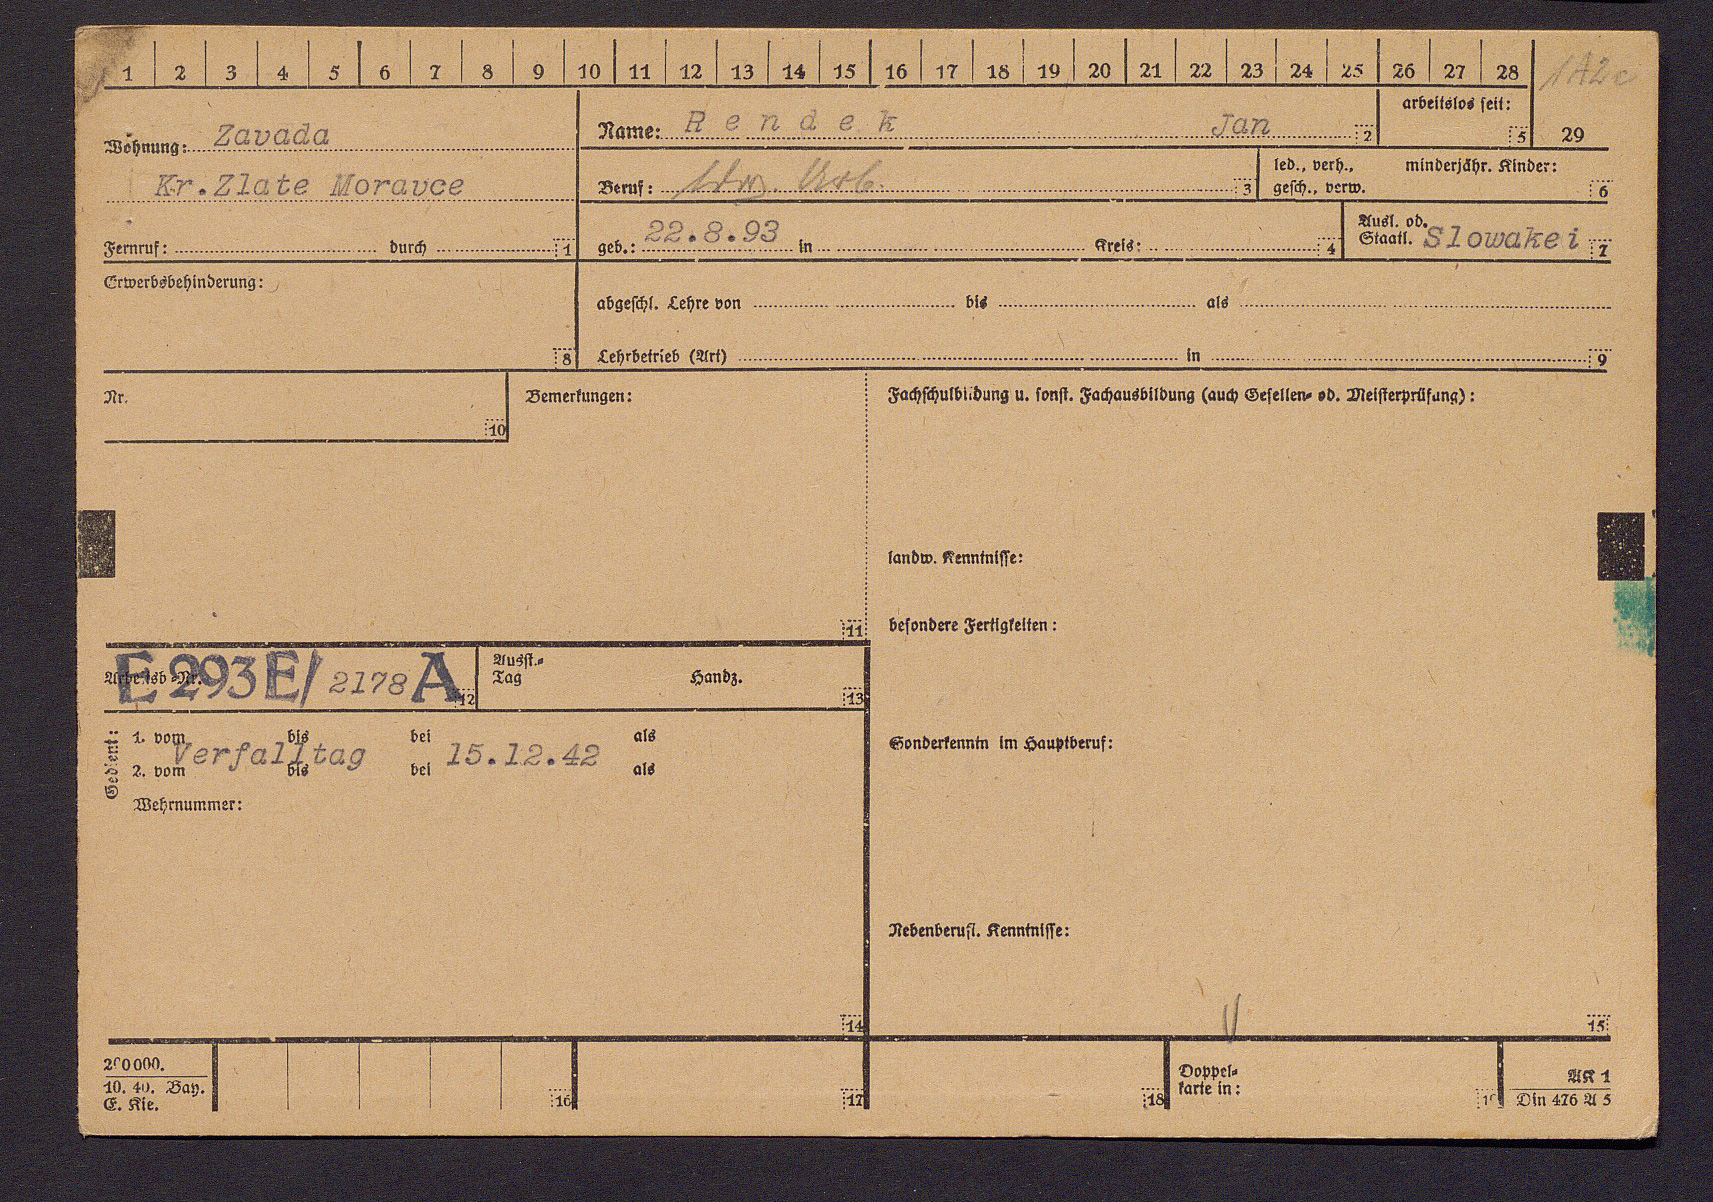 1 2 3 4 5 6 7 8 9 10 11 12 13 14 15 16 17 18 19 20 21 22 23 24 25 26 27 28
1A2c
29
Wohnung: Zavada
Kr.Zlate Moravce
Fernruf: durch 1
Name: Rendek Jan 2
arbeitslos seit: 5
Beruf: 3
led., verh., minderjähr. Kinder:
gesch., verw. 6
geb.: 22.8.93 in Kreis: 4
Ausl. od.
Staatl. Slowakei 7
Erwerbsbehinderung:
8
abgeschl. Lehre von bis als
Lehrbetrieb (Art) in 9
Nr.
10
Bemerkungen:
11
Fachschulbildung u. sonst. Fachausbildung (auch Gesellen- od. Meisterprüfung):
landw. Kenntnisse:
besondere Fertigkeiten:
Sonderkenntn im Hauptberuf:
Nebenberufl. Kenntnisse:
15
Arbeitsb.-Nr. E 293 E/ 2178 A 12
Ausst.-
Tag Handz. 13
Gedient:
1. vom bis bei als
Verfalltag 15.12.42
2. vom bis bei als
Wehrnummer:
14
200000.
10. 40. Bay.
E. Kie.
16
17
18
Doppel-
karte in:
19
AK 1
Din 476 A 5